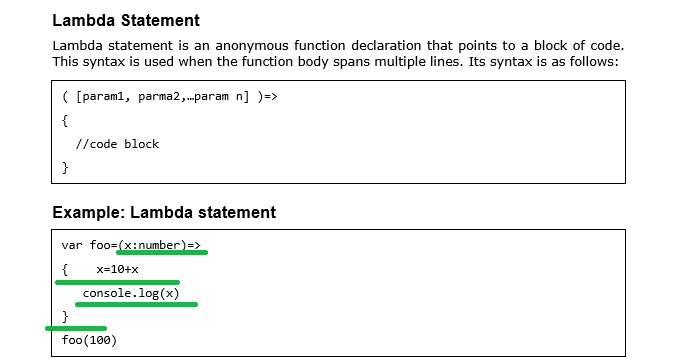 Lambda Statement
Lambda statement is an anonymous function declaration that points to a block of code.
This syntax is used when the function body spans multiple lines. Its syntax is as follows:
( [param1, parma2,…param n] )=>
{
//code block
}
Example: Lambda statement
var foo=(x:number)=>
{    x=10+x
console.log(x)
}
foo(100)